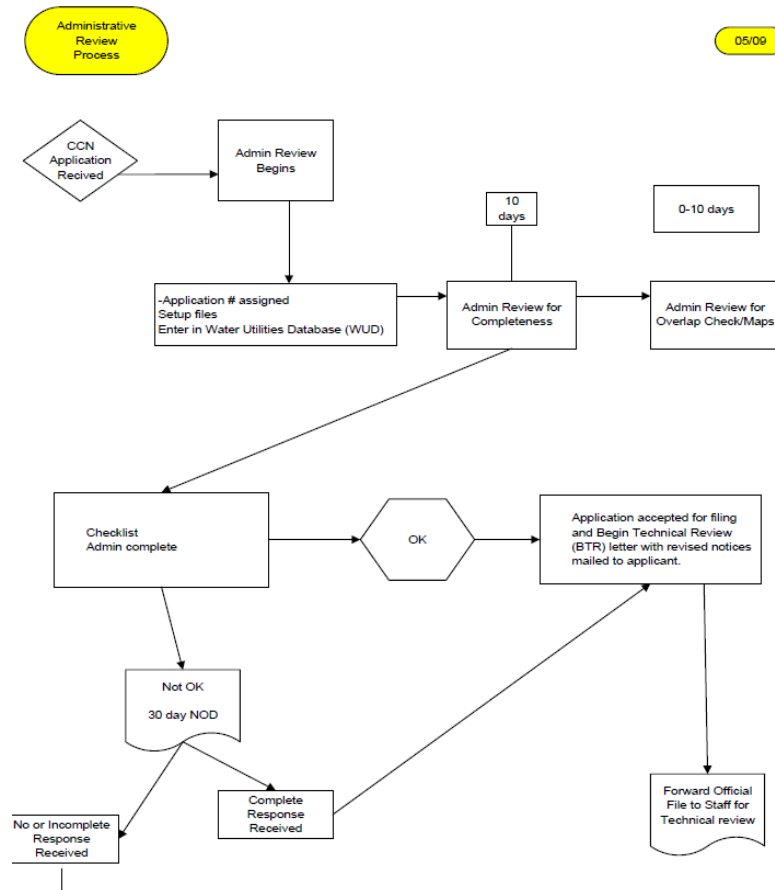 Administrative
Review
Process
05/09
CCN
Application
Recived
Admin Review
Begins
10
days
0-10 days
-Application # assigned
Setup files
Enter in Water Utilities Database (WUD)
Admin Review for
Completeness
Admin Review for
Overlap Check/Maps
Checklist
Admin complete
OK
Application accepted for filing
and Begin Technical Review
(BTR) letter with revised notices
mailed to applicant.
Not OK
30 day NOD
Complete
Response
Received
No or Incomplete
Response
Received
Forward Official
File to Staff for
Technical review